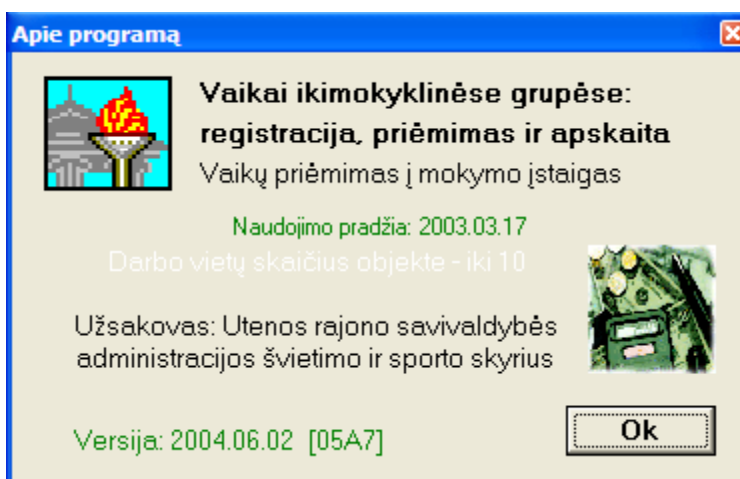 Apie programą
Vaikai ikimokyklinėse grupėse:
registracija, priėmimas ir apskaita
Vaikų priėmimas į mokymo įstaigas
Naudojimo pradžia: 2003.03.17
Darbo vietų skaičius objekte - iki 10
Užsakovas: Utenos rajono savivaldybės
administracijos švietimo ir sporto skyrius
Versija: 2004.06.02 [05A7]
Ok